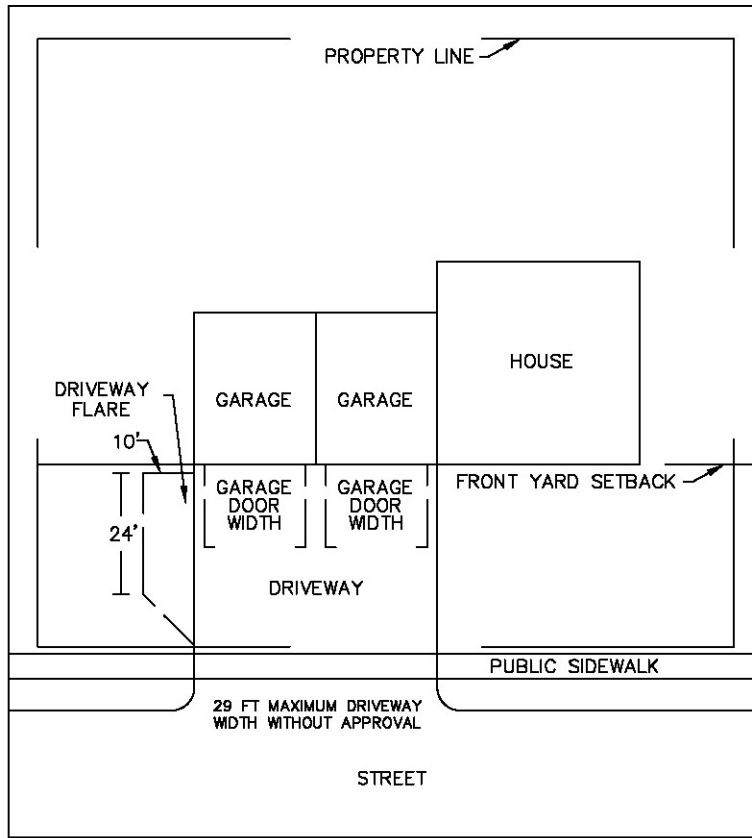 PROPERTY LINE
HOUSE
DRIVEWAY
FLARE
GARAGE
GARAGE
10'
FRONT YARD SETBACK
GARAGE
DOOR
WIDTH
GARAGE
DOOR
WIDTH
24'
DRIVEWAY
PUBLIC SIDEWALK
29 FT MAXIMUM DRIVEWAY
WIDTH WITHOUT APPROVAL
STREET